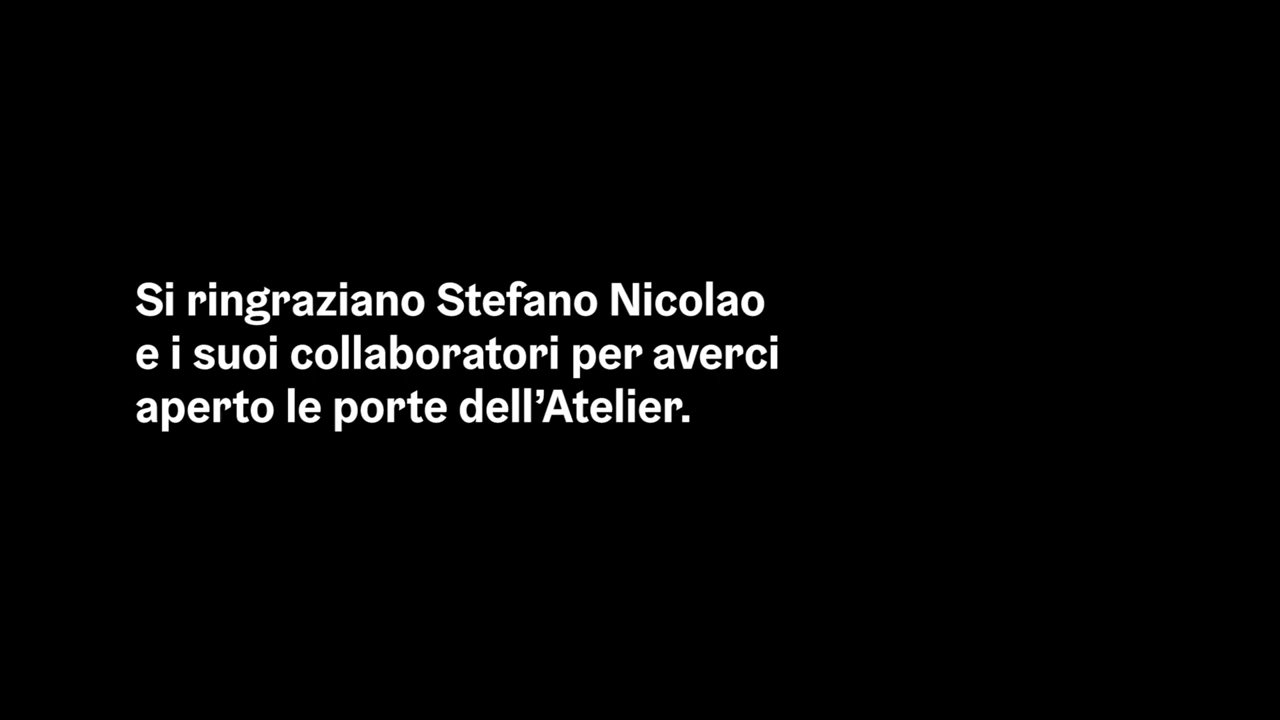 Si ringraziano Stefano Nicolao
e i suoi collaboratori per averci
aperto le porte dell’Atelier.